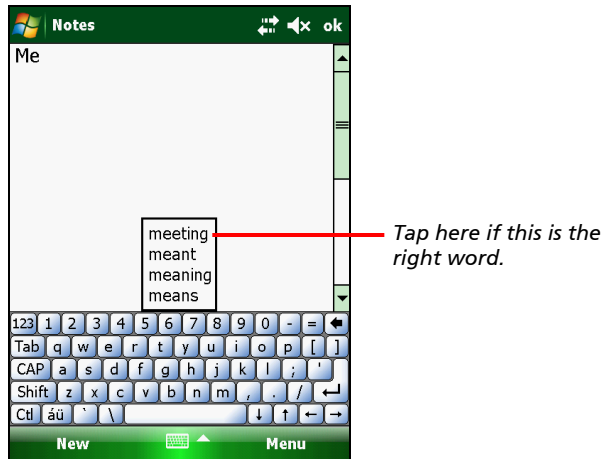 Notes ok
Me
meeting
meant
meaning
means
Tap here if this is the
right word.
123 1 2 3 4 5 6 7 8 9 0 - =
Tab q w e r t y u i o p [ ]
CAP a s d f g h j k l ; '
Shift z x c v b n m , . /
Ctl áü ` \
New Menu